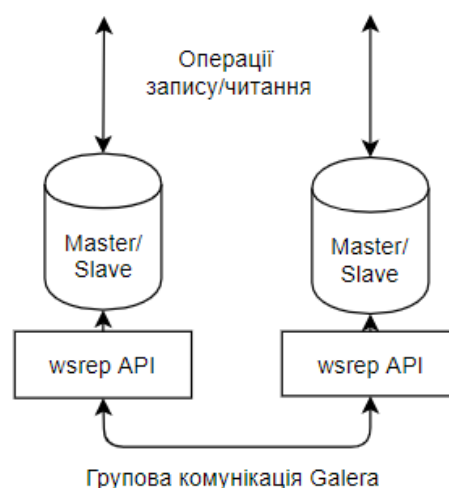 Операції
запису/читання
Master/
Slave
Master/
Slave
wsrep API
wsrep API
Групова комунікація Galera